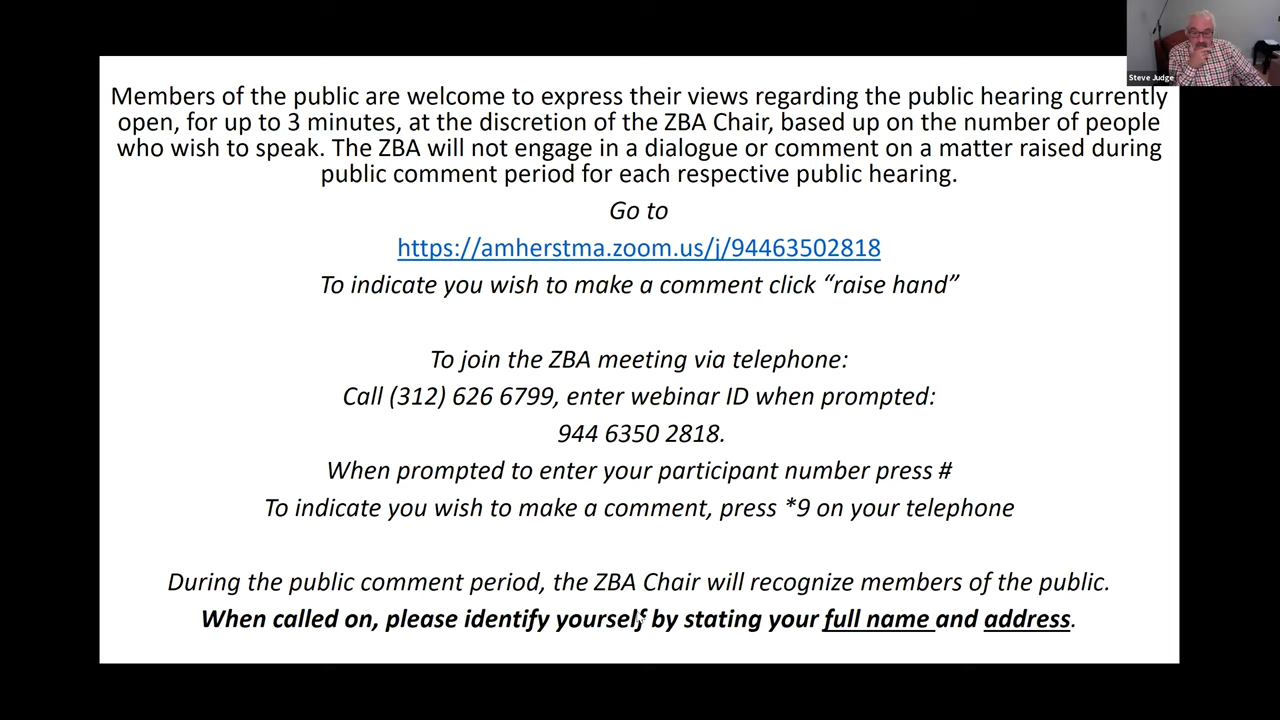 Steve Judge
Members of the public are welcome to express their views regarding the public hearing currently
open, for up to 3 minutes, at the discretion of the ZBA Chair, based up on the number of people
who wish to speak. The ZBA will not engage in a dialogue or comment on a matter raised during
public comment period for each respective public hearing.
Go to
https://amherstma.zoom.us/j/94463502818
To indicate you wish to make a comment click “raise hand”
To join the ZBA meeting via telephone:
Call (312) 626 6799, enter webinar ID when prompted:
944 6350 2818.
When prompted to enter your participant number press #
To indicate you wish to make a comment, press *9 on your telephone
During the public comment period, the ZBA Chair will recognize members of the public.
When called on, please identify yourself by stating your full name and address.